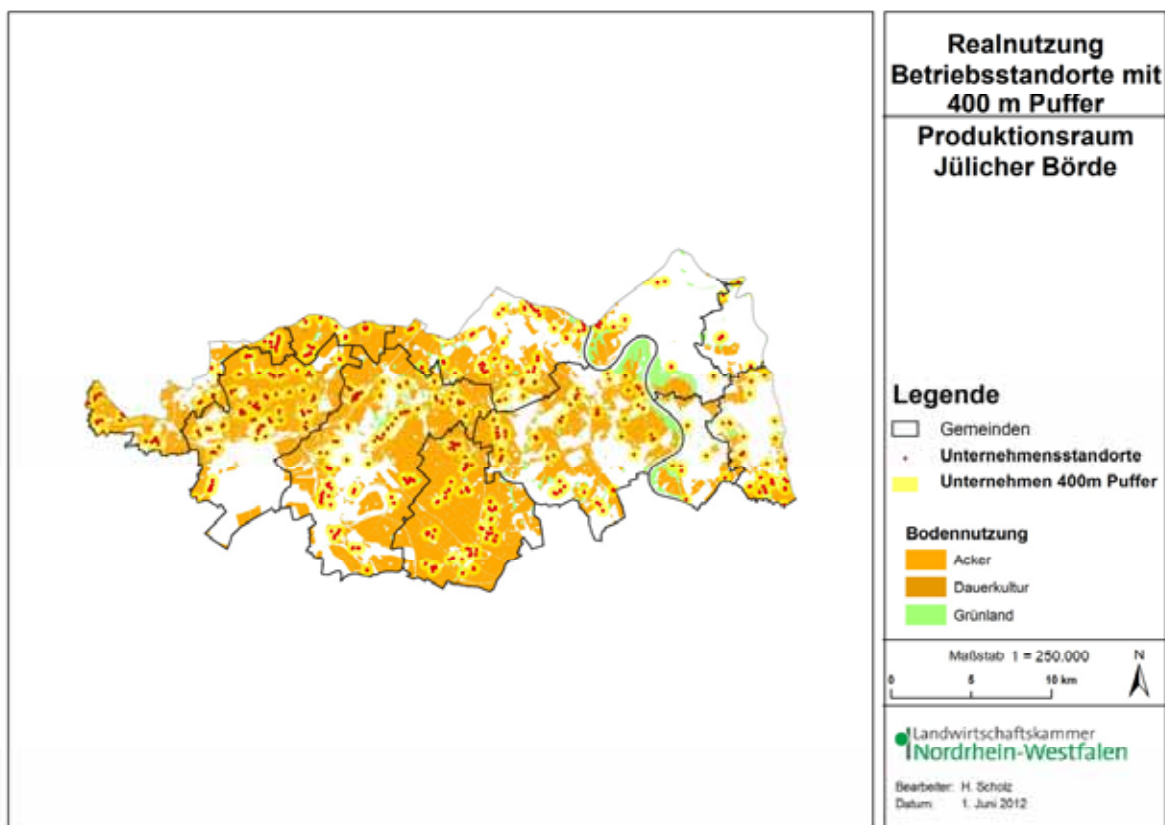 Realnutzung
Betriebsstandorte mit
400 m Puffer
Produktionsraum
Jülicher Börde
Legende
Gemeinden
Unternehmensstandorte
Unternehmen 400m Puffer
Bodennutzung
Acker
Dauerkultur
Grünland
Maßstab 1 = 250.000
N
0 5 10 km
Landwirtschaftskammer
Nordrhein-Westfalen
Bearbeiter: H. Scholz
Datum: 1. Juni 2012